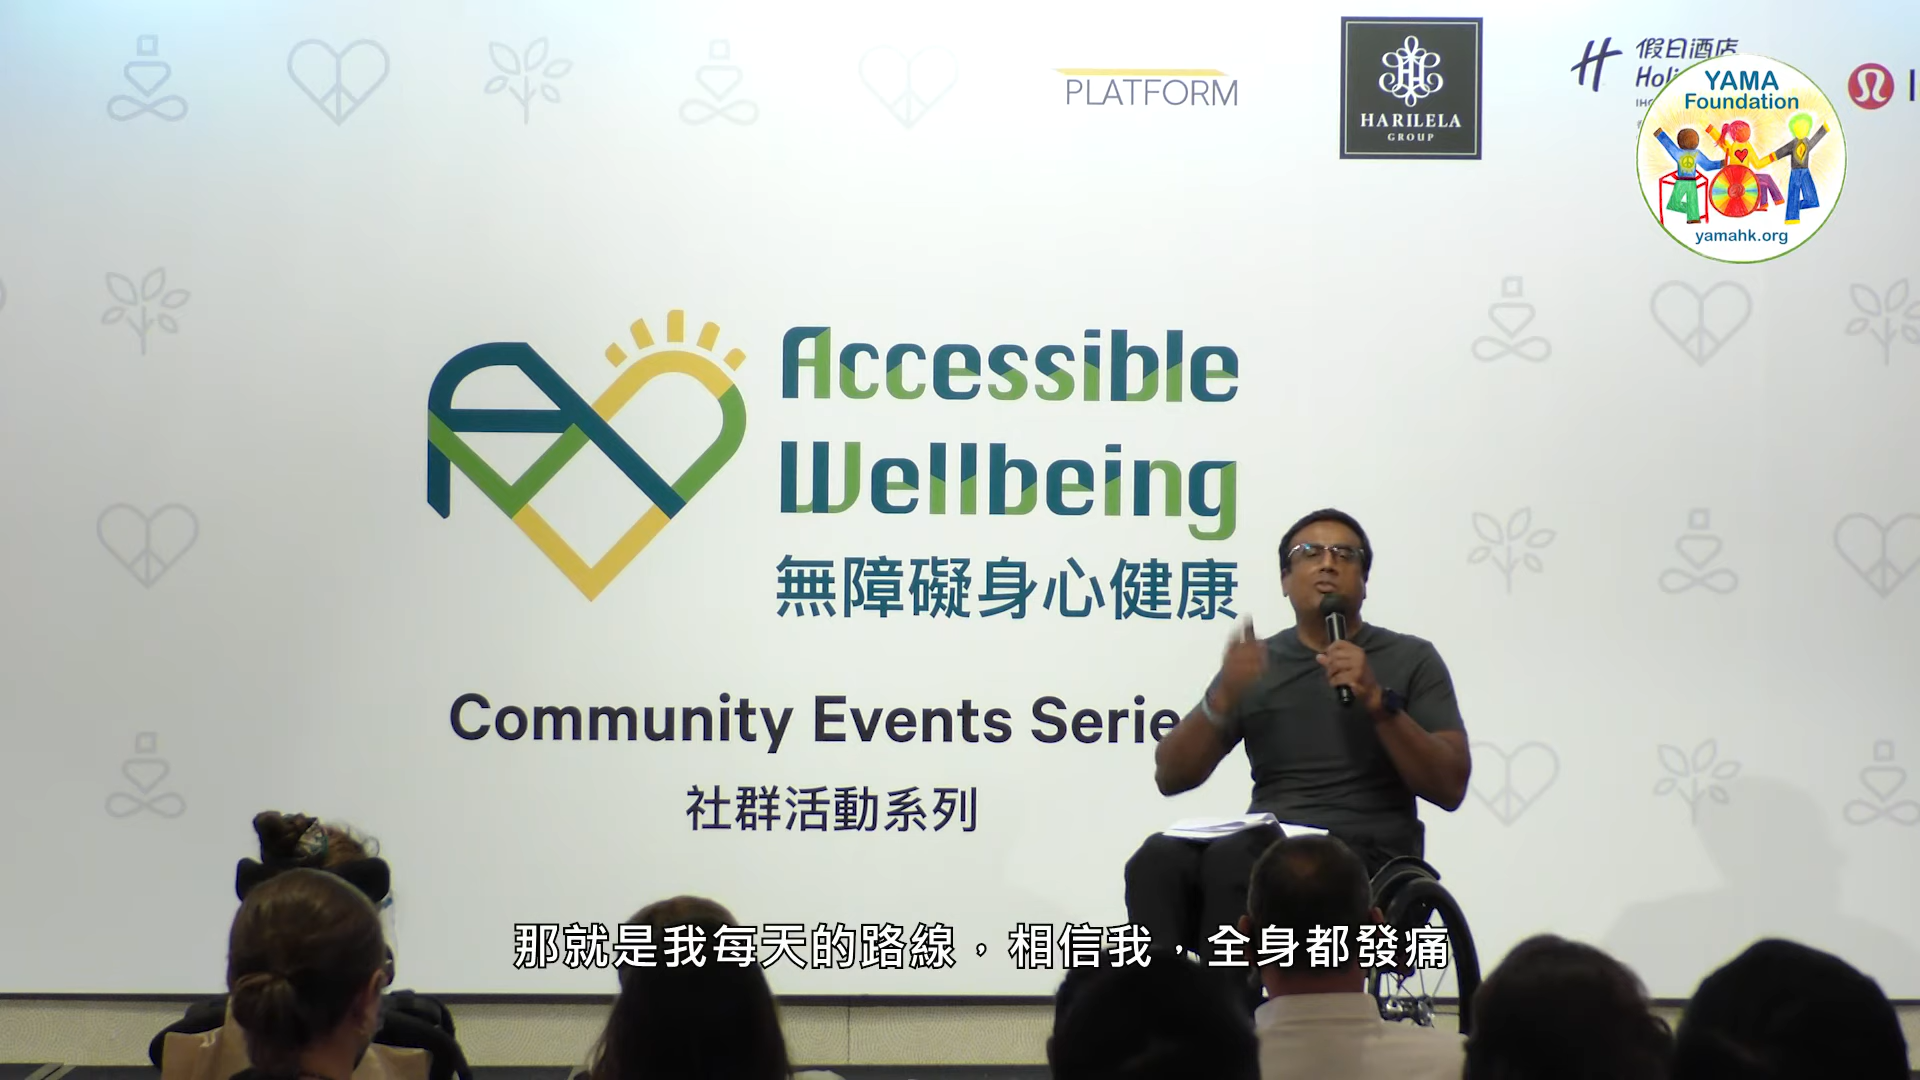 PLATFORM
HARILELA
GROUP
假日酒店
YAMA
Foundation
yamahk.org
Accessible
Wellbeing
無障礙身心健康
Community Events Serie
社群活動系列
那就是我每天的路線，相信我，全身都發痛